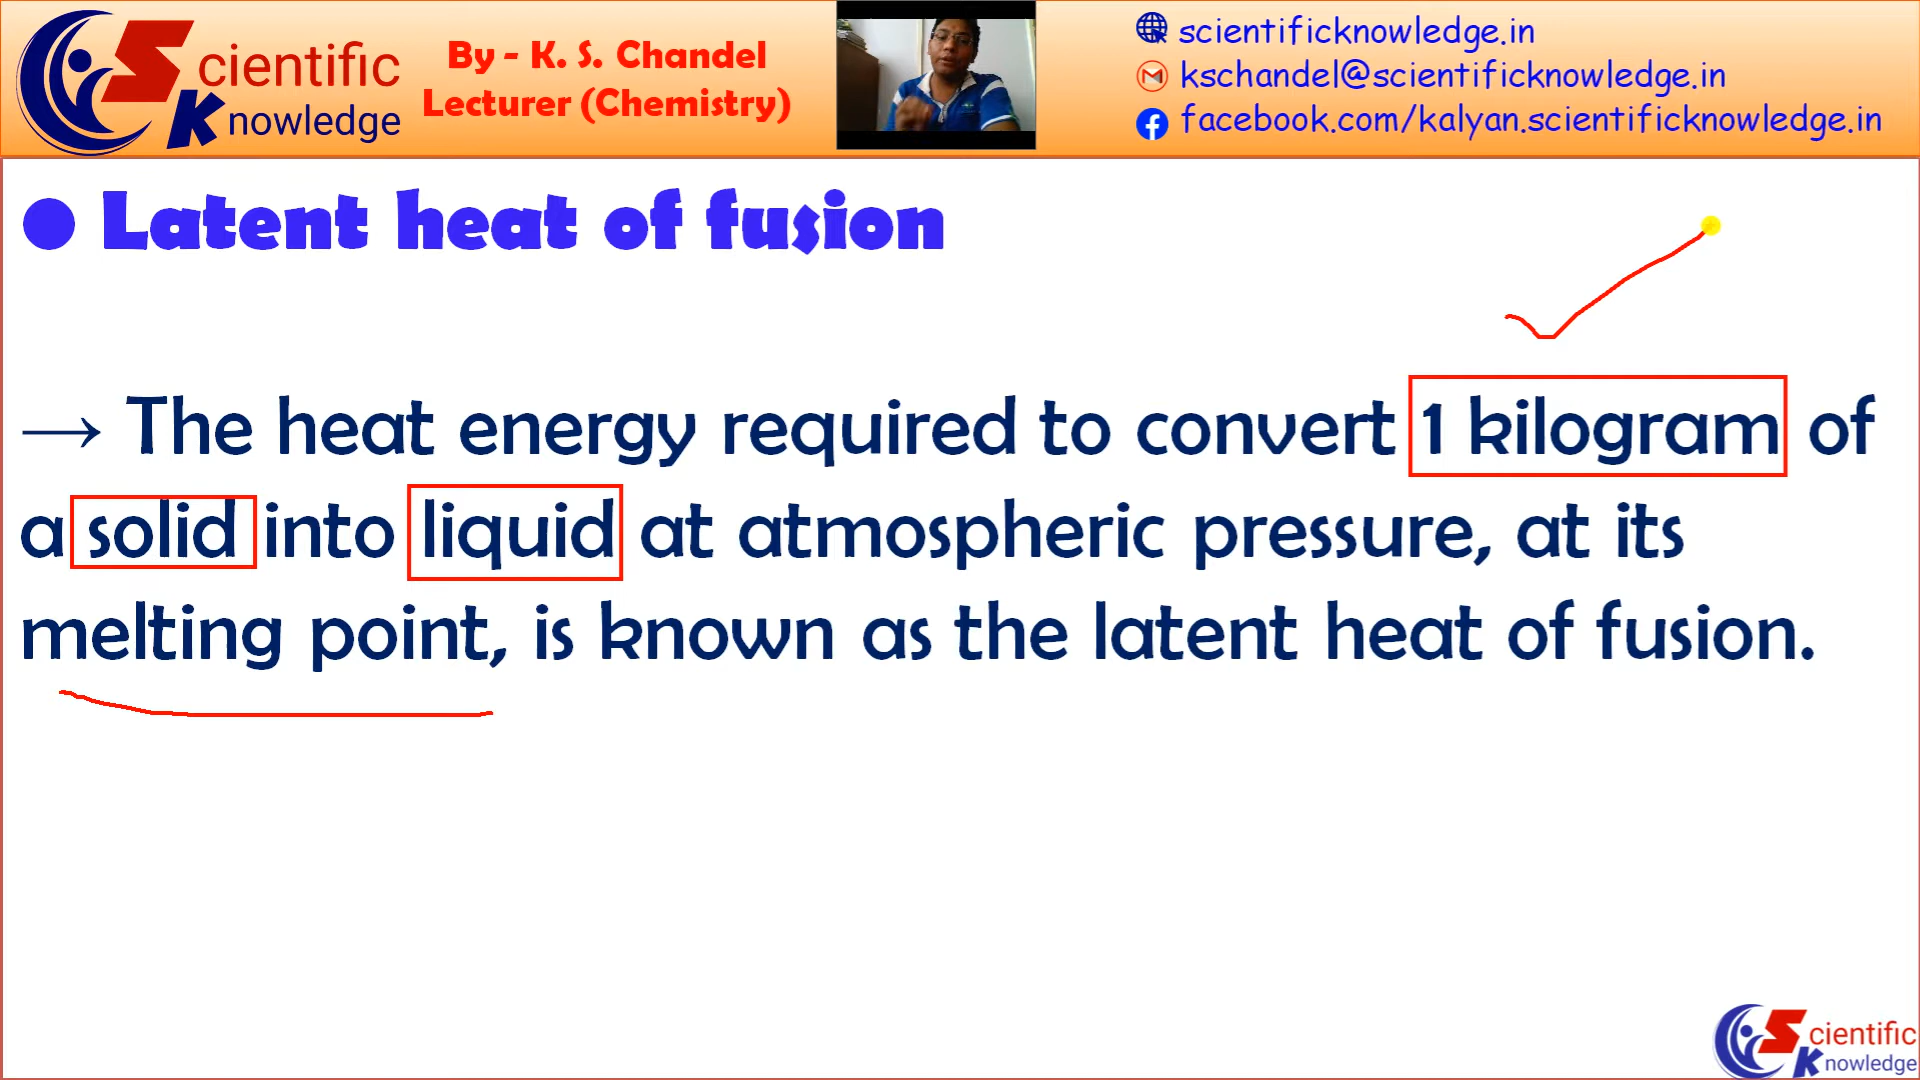 Scientific
Knowledge
By - K. S. Chandel
Lecturer (Chemistry)
scientificknowledge.in
kschandel@scientificknowledge.in
facebook.com/kalyan.scientificknowledge.in
● Latent heat of fusion
→ The heat energy required to convert 1 kilogram of
a solid into liquid at atmospheric pressure, at its
melting point, is known as the latent heat of fusion.
Scientific
Knowledge